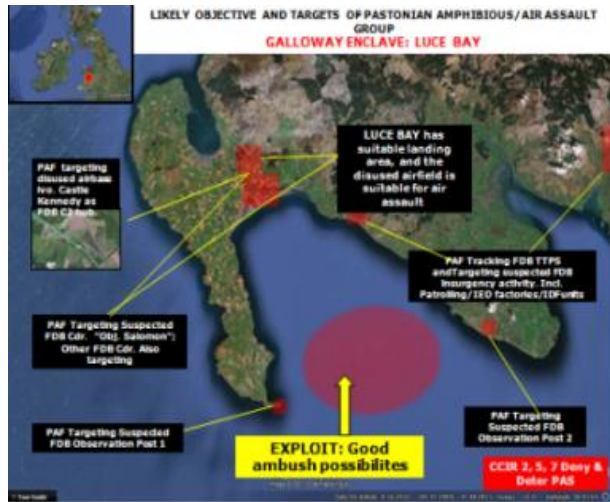 LIKELY OBJECTIVE AND TARGETS OF PASTONIAN AMPHIBIOUS/AIR ASSAULT
GROUP
GALLOWAY ENCLAVE: LUCE BAY
PAF targeting
disused airbase
Ivo. Castle
Kennedy as
FDB C2 hub.
LUCE BAY has
suitable landing
area, and the
disused airfield is
suitable for air
assault
PAF Tracking FDB TTPS
andTargeting suspected FDB
Insurgency activity. Incl.
Patrolling/IED factories/IDFunits
PAF Targeting Suspected
FDB Cdr. "Obj. Salomon";
Other FDB Cdr. Also
targeting
PAF Targeting Suspected
FDB Observation Post 1
EXPLOIT: Good
ambush possibilites
PAF Targeting
Suspected FDB
Observation Post 2
CCIR 2, 5, 7 Deny &
Deter PAS